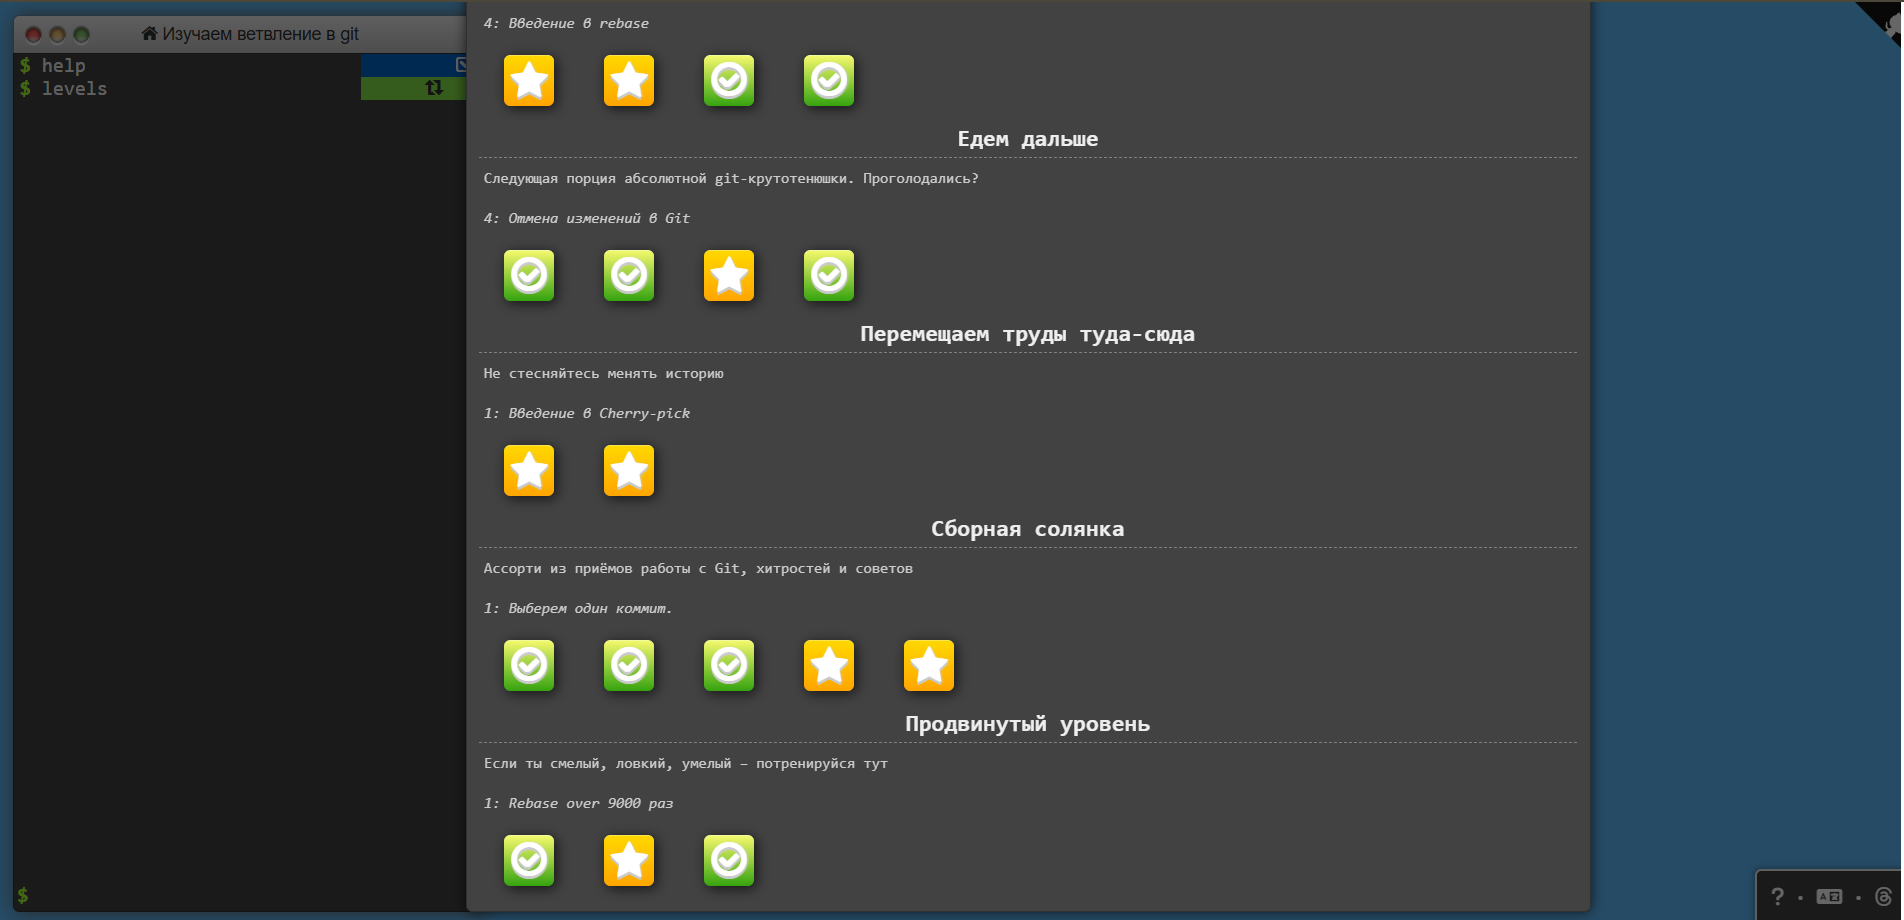 Изучаем ветвление в git
$ help
$ levels
$
4: Введение в rebase
Едем дальше
Следующая порция абсолютной git-крутотенюшки. Проголодались?
4: Отмена изменений в Git
Перемещаем труды туда-сюда
Не стесняйтесь менять историю
1: Введение в Cherry-pick
Сборная солянка
Ассорти из приёмов работы с Git, хитростей и советов
1: Выберем один коммит.
Продвинутый уровень
Если ты смелый, ловкий, умелый – потренируйся тут
1: Rebase over 9000 раз
?